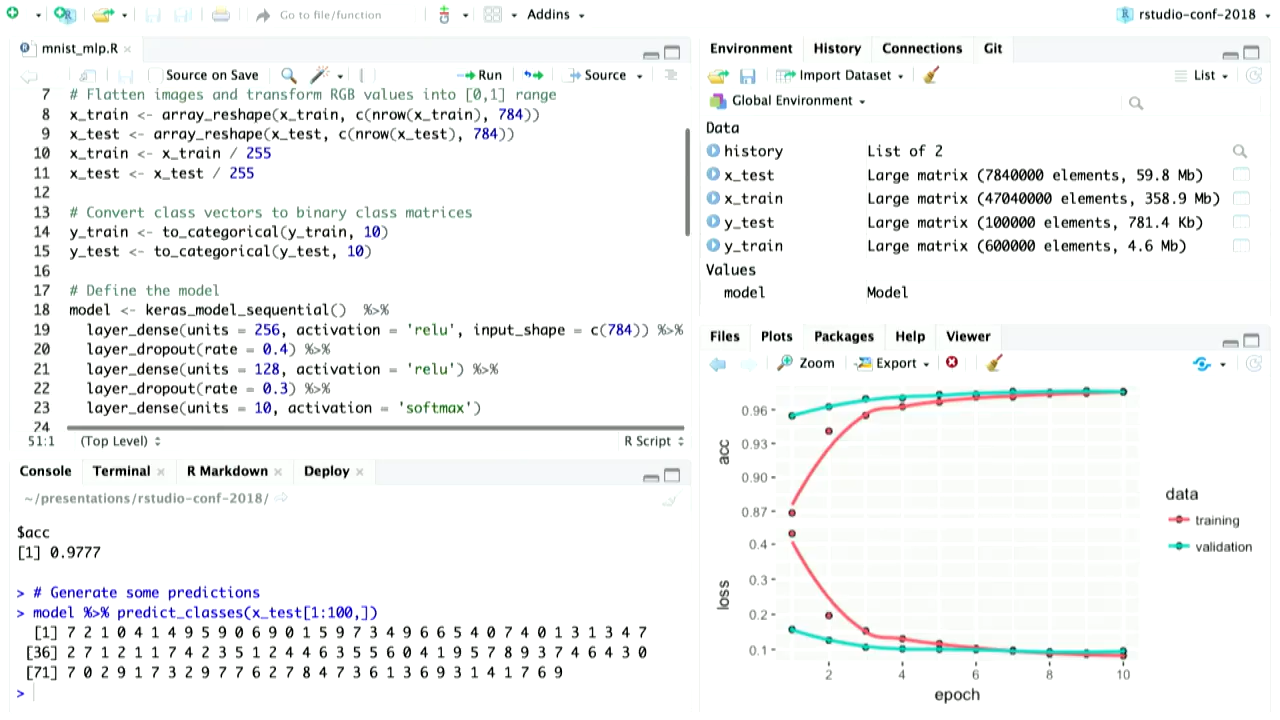 Go to file/function
Addins
rstudio-conf-2018
mnist_mlp.R
Source on Save
Run
Source
7 # Flatten images and transform RGB values into [0,1] range
8 x_train <- array_reshape(x_train, c(nrow(x_train), 784))
9 x_test <- array_reshape(x_test, c(nrow(x_test), 784))
10 x_train <- x_train / 255
11 x_test <- x_test / 255
12
13 # Convert class vectors to binary class matrices
14 y_train <- to_categorical(y_train, 10)
15 y_test <- to_categorical(y_test, 10)
16
17 # Define the model
18 model <- keras_model_sequential() %>%
19 layer_dense(units = 256, activation = 'relu', input_shape = c(784)) %>%
20 layer_dropout(rate = 0.4) %>%
21 layer_dense(units = 128, activation = 'relu') %>%
22 layer_dropout(rate = 0.3) %>%
23 layer_dense(units = 10, activation = 'softmax')
24
51:1 (Top Level) R Script
Console Terminal R Markdown Deploy
~/presentations/rstudio-conf-2018/
$acc
[1] 0.9777
> # Generate some predictions
> model %>% predict_classes(x_test[1:100,])
[1] 7 2 1 0 4 1 4 9 5 9 0 6 9 0 1 5 9 7 3 4 9 6 6 5 4 0 7 4 0 1 3 1 3 4 7
[36] 2 7 1 2 1 1 7 4 2 3 5 1 2 4 4 6 3 5 5 6 0 4 1 9 5 7 8 9 3 7 4 6 4 3 0
[71] 7 0 2 9 1 7 3 2 9 7 7 6 2 7 8 4 7 3 6 1 3 6 9 3 1 4 1 7 6 9
>
Environment History Connections Git
Import Dataset
List
Global Environment
Data
history List of 2
x_test Large matrix (7840000 elements, 59.8 Mb)
x_train Large matrix (47040000 elements, 358.9 Mb)
y_test Large matrix (100000 elements, 781.4 Kb)
y_train Large matrix (600000 elements, 4.6 Mb)
Values
model Model
Files Plots Packages Help Viewer
Zoom Export
0.96
0.93
0.90
0.87
acc
0.4
0.3
0.2
0.1
loss
2 4 6 8 10
epoch
data
training
validation